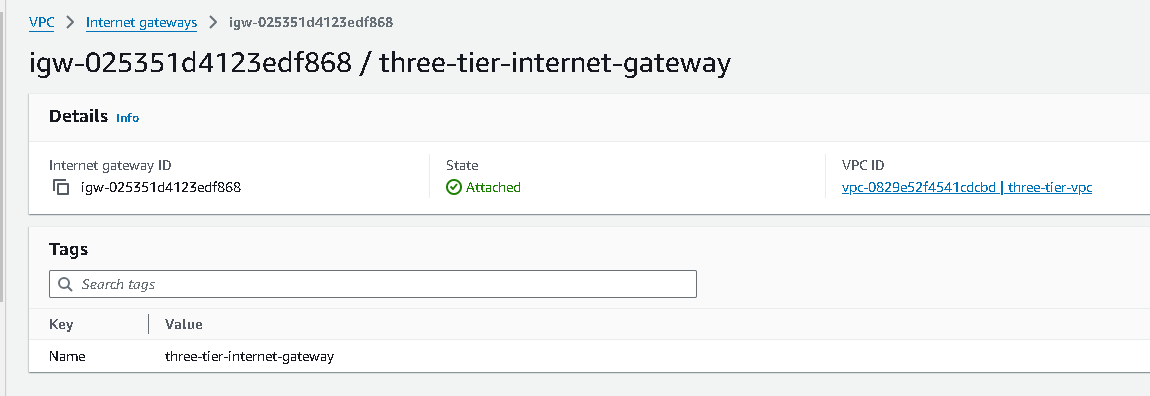 VPC > Internet gateways > igw-025351d4123edf868
igw-025351d4123edf868 / three-tier-internet-gateway
Details Info
Internet gateway ID State VPC ID
igw-025351d4123edf868 Attached vpc-0829e52f4541cdcbd | three-tier-vpc
Tags
Search tags
Key Value
Name three-tier-internet-gateway